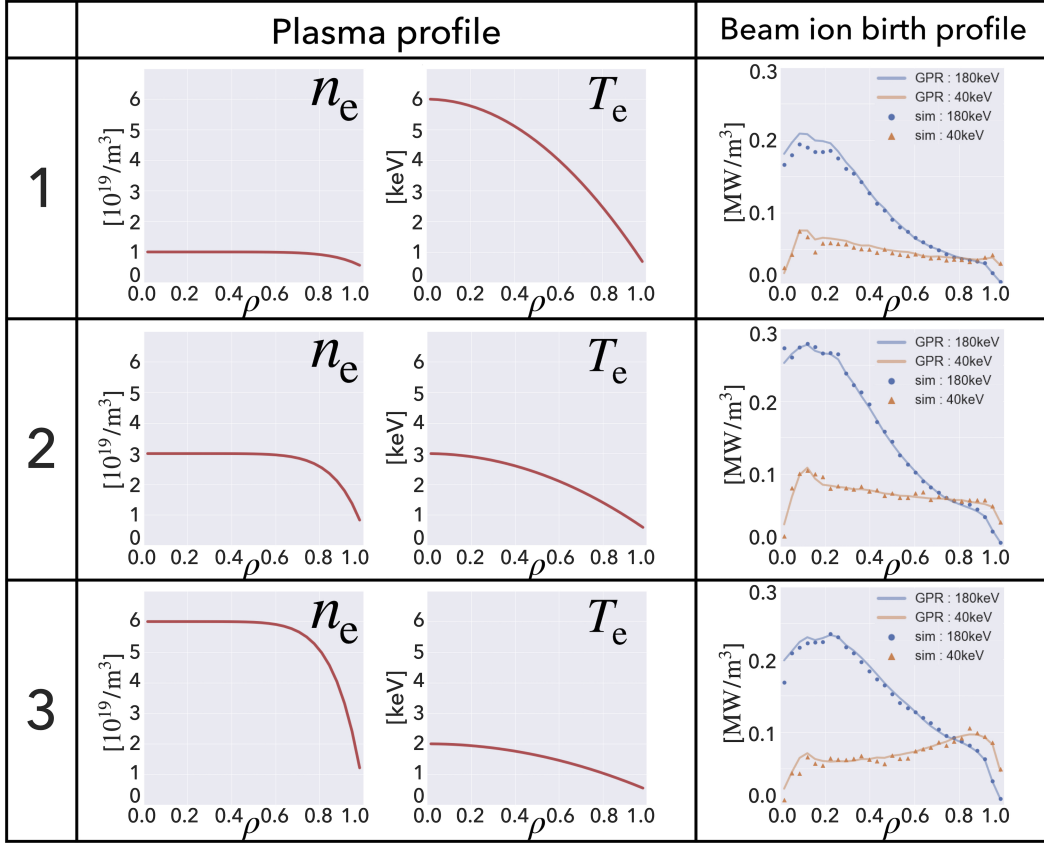 Plasma profile
Beam ion birth profile
1
6
5
4
3
2
1
0
[10^19/m^3]
n_e
0.0 0.2 0.4 0.6 0.8 1.0
ρ
6
5
4
3
2
1
0
[keV]
T_e
0.0 0.2 0.4 0.6 0.8 1.0
ρ
0.3
0.2
0.1
0.0
[MW/m^3]
GPR : 180keV
GPR : 40keV
sim : 180keV
sim : 40keV
0.0 0.2 0.4 0.6 0.8 1.0
ρ
2
6
5
4
3
2
1
0
[10^19/m^3]
n_e
0.0 0.2 0.4 0.6 0.8 1.0
ρ
6
5
4
3
2
1
0
[keV]
T_e
0.0 0.2 0.4 0.6 0.8 1.0
ρ
0.3
0.2
0.1
0.0
[MW/m^3]
GPR : 180keV
GPR : 40keV
sim : 180keV
sim : 40keV
0.0 0.2 0.4 0.6 0.8 1.0
ρ
3
6
5
4
3
2
1
0
[10^19/m^3]
n_e
0.0 0.2 0.4 0.6 0.8 1.0
ρ
6
5
4
3
2
1
0
[keV]
T_e
0.0 0.2 0.4 0.6 0.8 1.0
ρ
0.3
0.2
0.1
0.0
[MW/m^3]
GPR : 180keV
GPR : 40keV
sim : 180keV
sim : 40keV
0.0 0.2 0.4 0.6 0.8 1.0
ρ